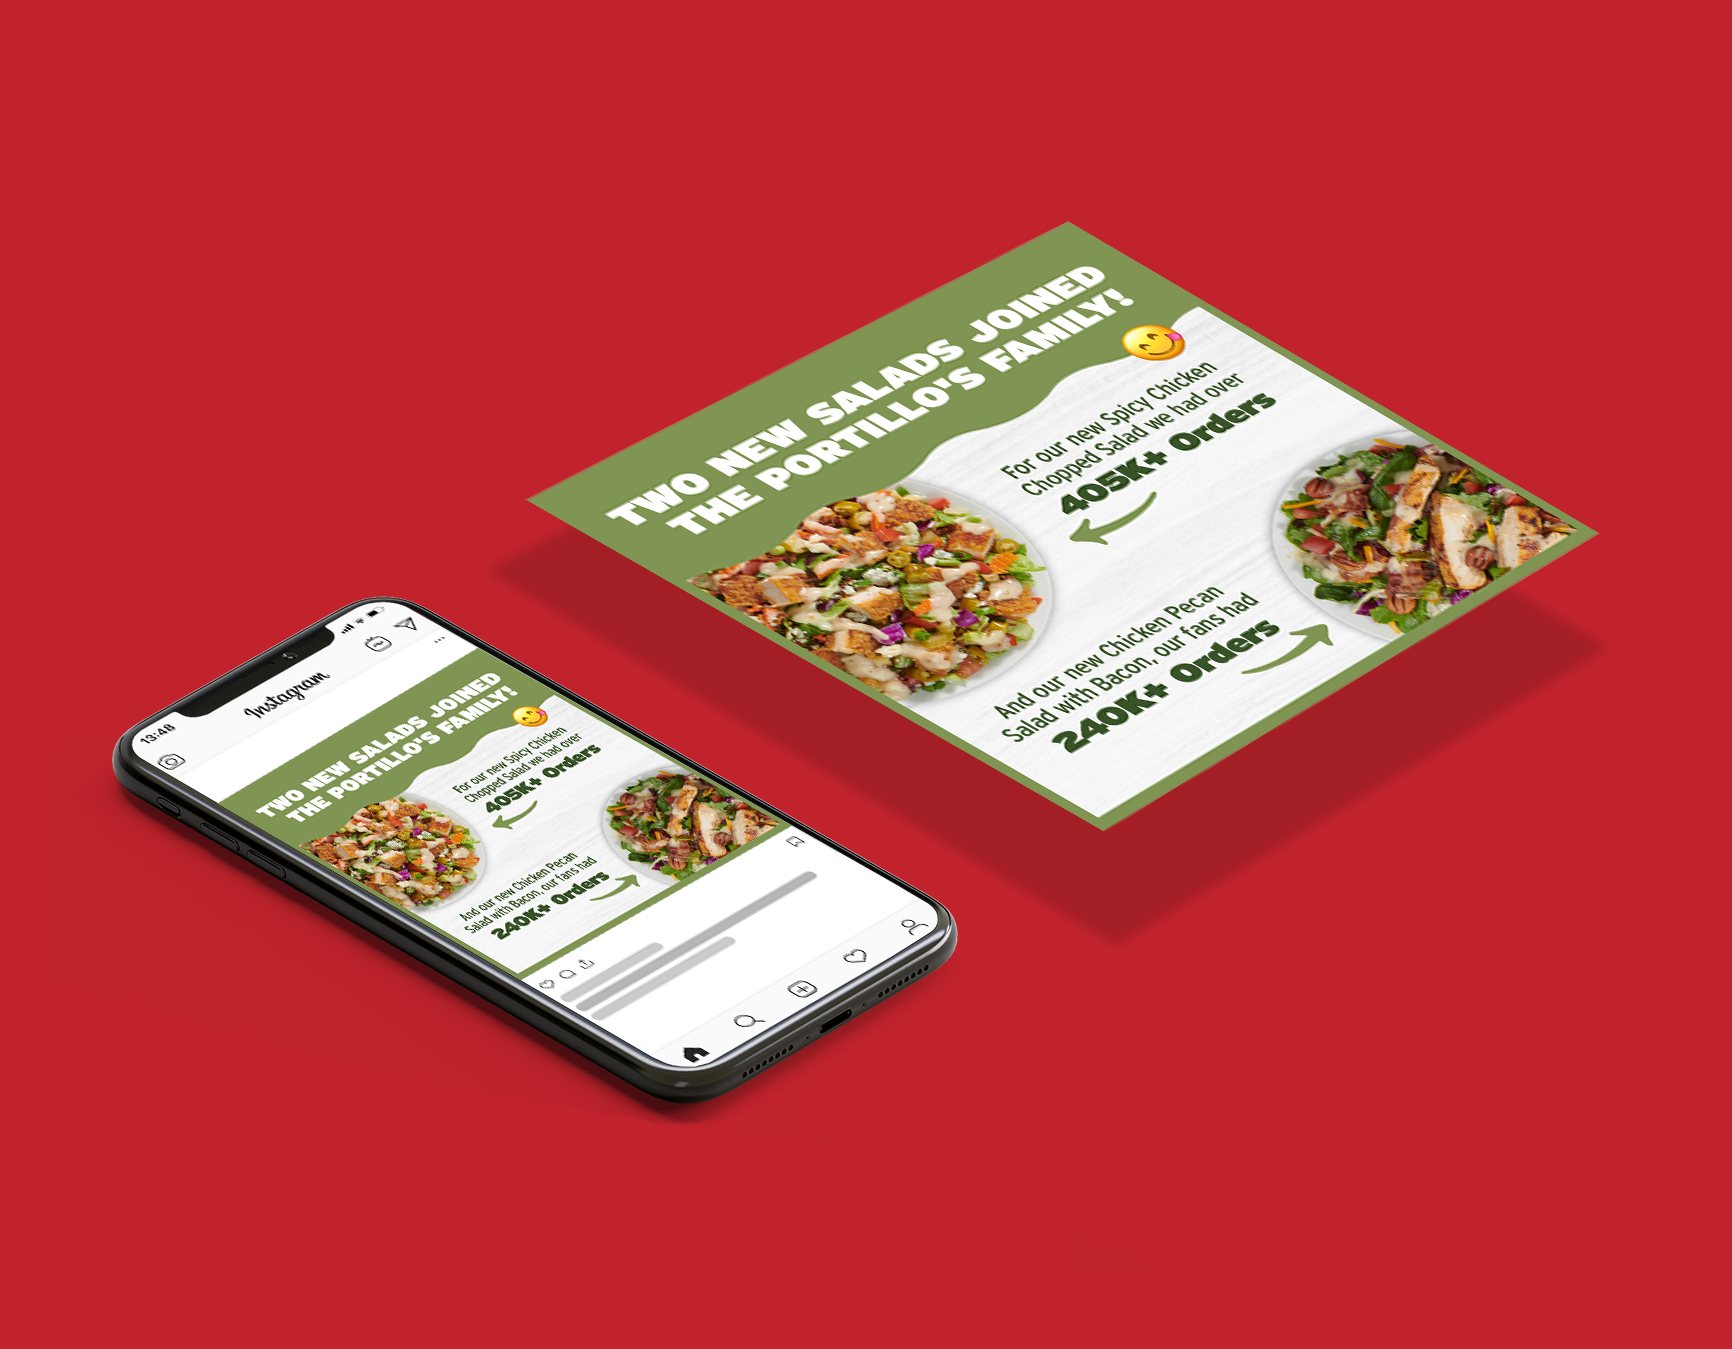 TWO NEW SALADS JOINED
THE PORTILLO'S FAMILY!
For our new Spicy Chicken
Chopped Salad we had over
405K+ Orders
And our new Chicken Pecan
Salad with Bacon, our fans had
240K+ Orders
13:48
Instagram
TWO NEW SALADS JOINED
THE PORTILLO'S FAMILY!
For our new Spicy Chicken
Chopped Salad we had over
405K+ Orders
And our new Chicken Pecan
Salad with Bacon, our fans had
240K+ Orders